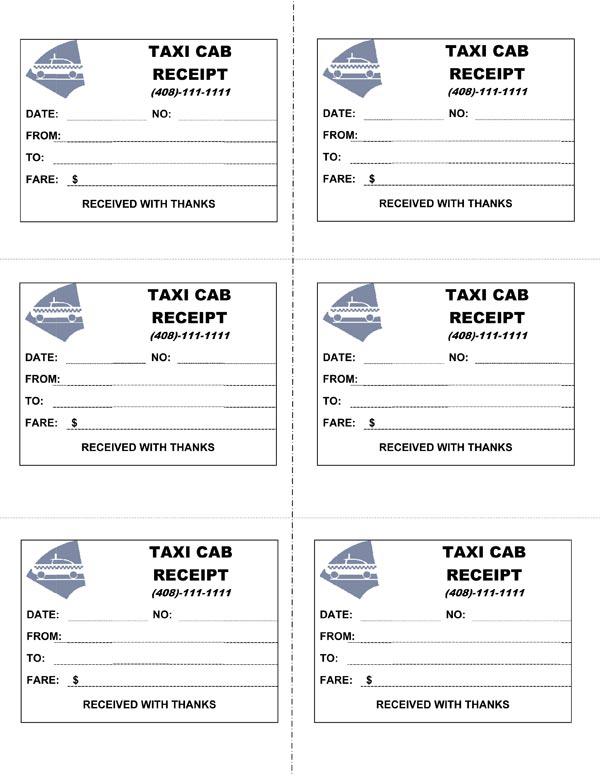 TAXI CAB
RECEIPT
(408)-111-1111
DATE: NO:
FROM:
TO:
FARE: $
RECEIVED WITH THANKS
TAXI CAB
RECEIPT
(408)-111-1111
DATE: NO:
FROM:
TO:
FARE: $
RECEIVED WITH THANKS
TAXI CAB
RECEIPT
(408)-111-1111
DATE: NO:
FROM:
TO:
FARE: $
RECEIVED WITH THANKS
TAXI CAB
RECEIPT
(408)-111-1111
DATE: NO:
FROM:
TO:
FARE: $
RECEIVED WITH THANKS
TAXI CAB
RECEIPT
(408)-111-1111
DATE: NO:
FROM:
TO:
FARE: $
RECEIVED WITH THANKS
TAXI CAB
RECEIPT
(408)-111-1111
DATE: NO:
FROM:
TO:
FARE: $
RECEIVED WITH THANKS